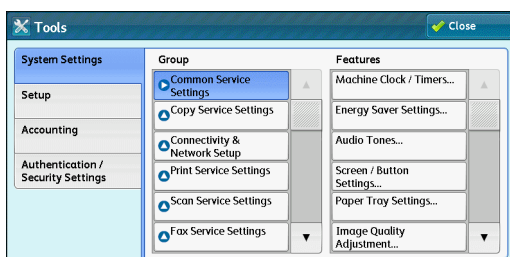 Tools
Close
System Settings
Setup
Accounting
Authentication /
Security Settings
Group
Common Service
Settings
Copy Service Settings
Connectivity &
Network Setup
Print Service Settings
Scan Service Settings
Fax Service Settings
Features
Machine Clock / Timers...
Energy Saver Settings...
Audio Tones...
Screen / Button
Settings...
Paper Tray Settings...
Image Quality
Adjustment...